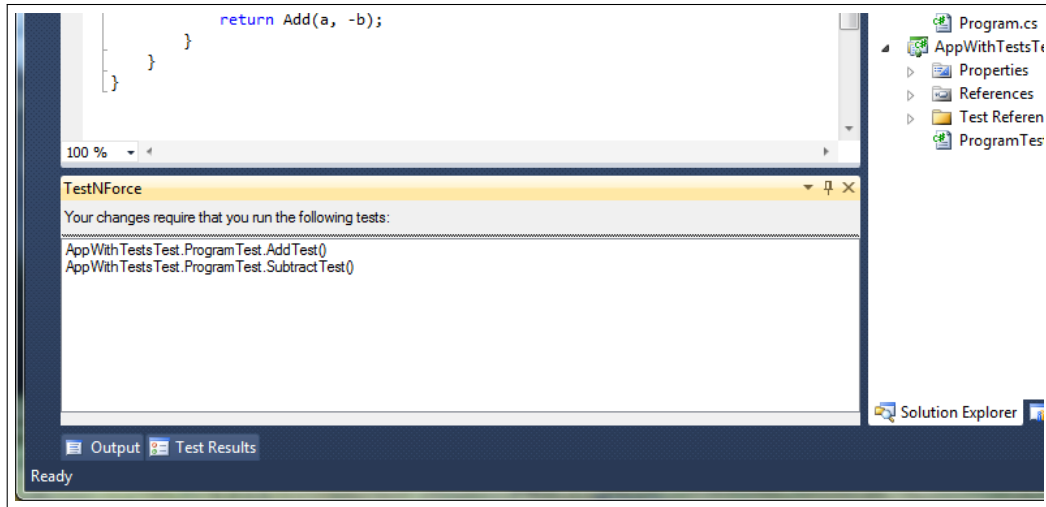 return Add(a, -b);
}
}
}
100 %
TestNForce
Your changes require that you run the following tests:
AppWithTestsTest.ProgramTest.AddTest()
AppWithTestsTest.ProgramTest.SubtractTest()
Output
Test Results
Ready
Program.cs
AppWithTestsTe
Properties
References
Test Referen
ProgramTes
Solution Explorer